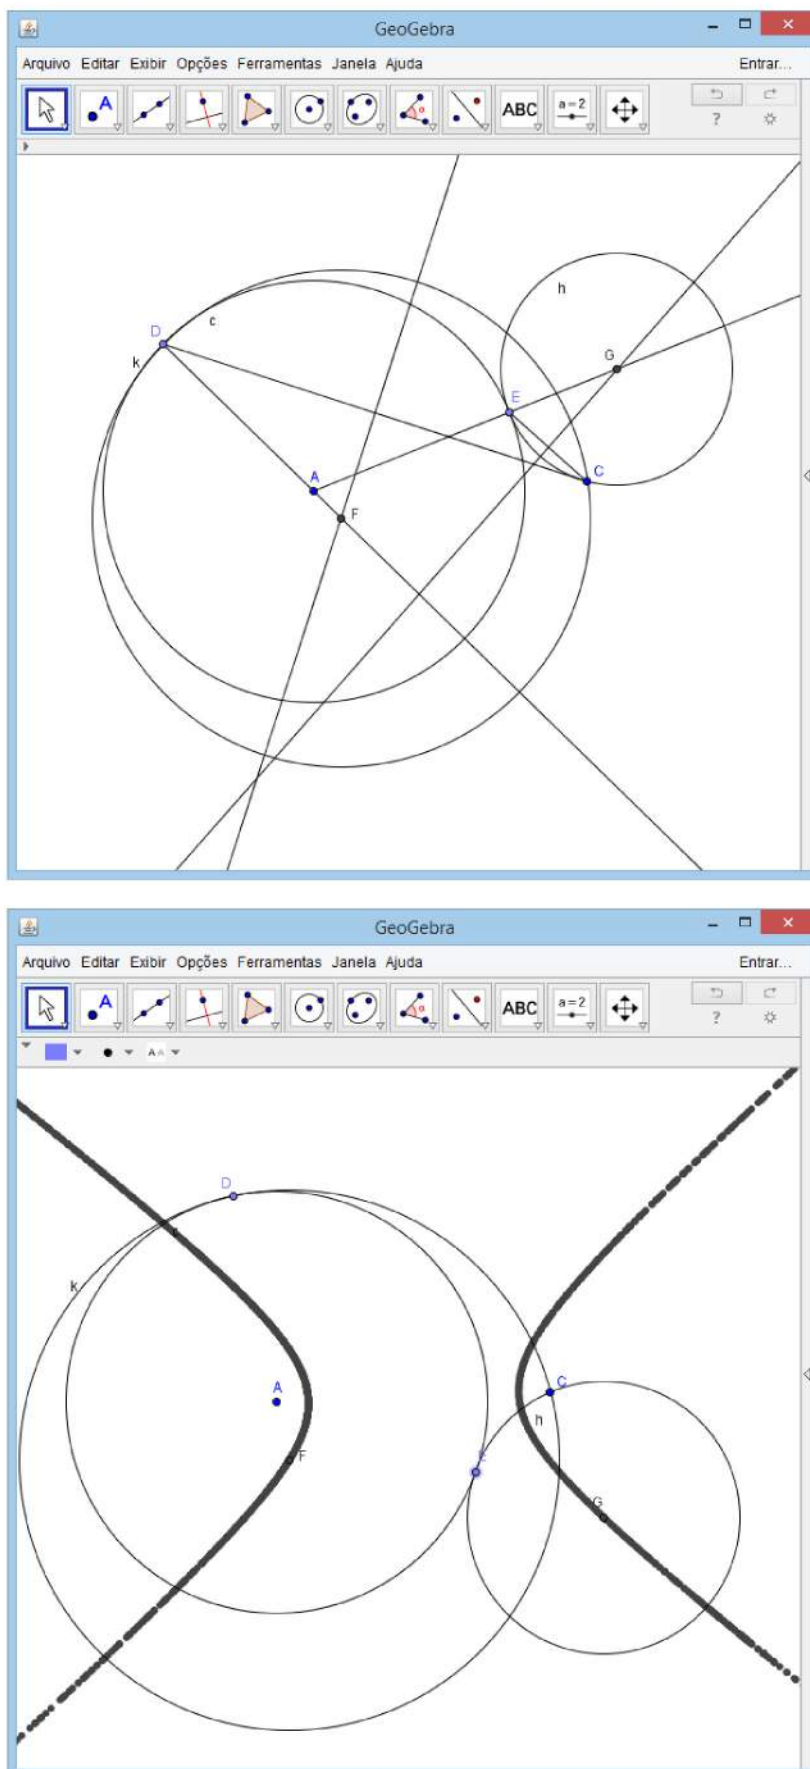 GeoGebra
Arquivo Editar Exibir Opções Ferramentas Janela Ajuda Entrar...
A ABC a=2 ?
h
c
D
k
G
E
A
C
F
GeoGebra
Arquivo Editar Exibir Opções Ferramentas Janela Ajuda Entrar...
A ABC a=2 ?
AA
D
c
k
A
C
h
E
F
G